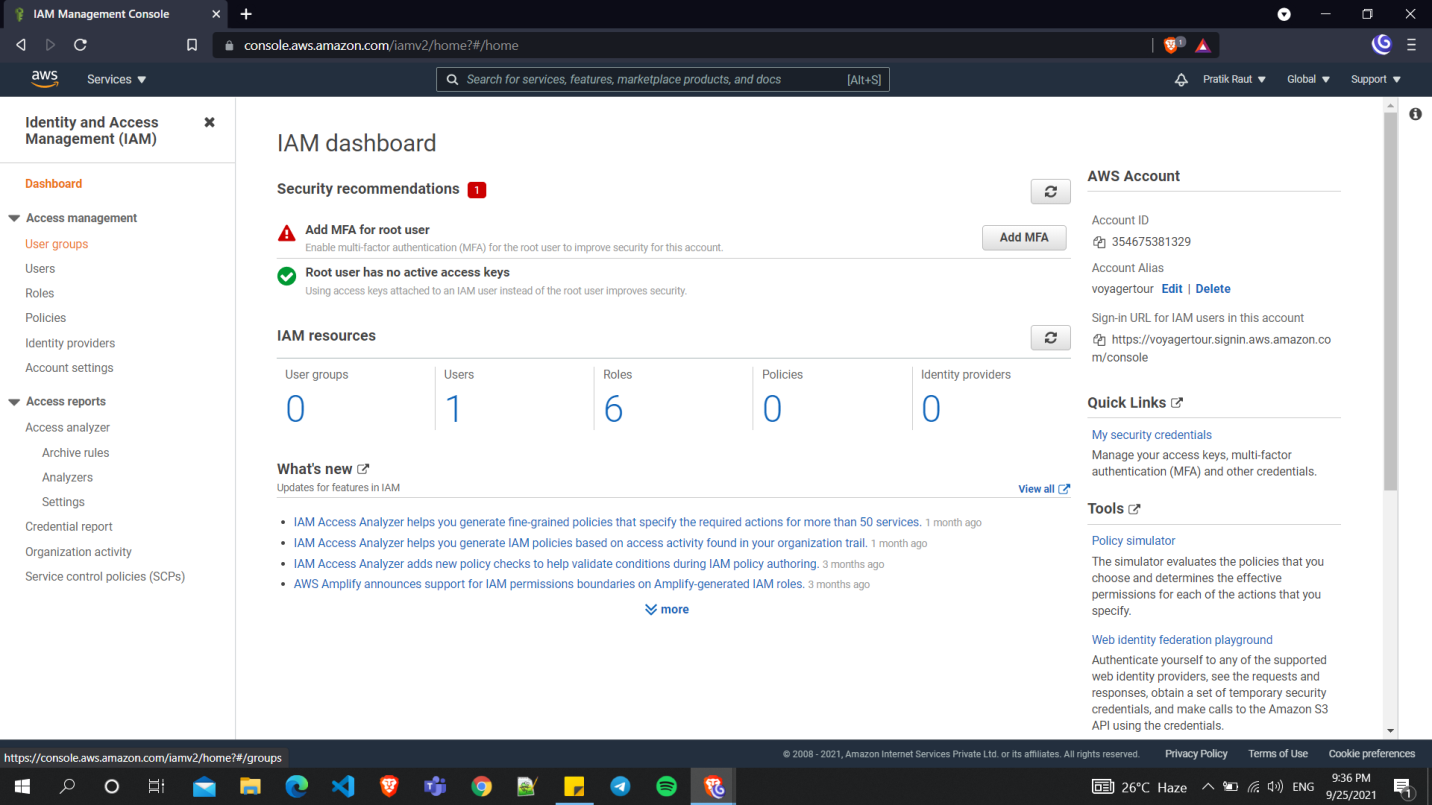 IAM Management Console
console.aws.amazon.com/iamv2/home?#/home
1
aws
Services
Search for services, features, marketplace products, and docs
[Alt+S]
Pratik Raut
Global
Support
Identity and Access
Management (IAM)
Dashboard
Access management
User groups
Users
Roles
Policies
Identity providers
Account settings
Access reports
Access analyzer
Archive rules
Analyzers
Settings
Credential report
Organization activity
Service control policies (SCPs)
IAM dashboard
Security recommendations 1
Add MFA for root user
Enable multi-factor authentication (MFA) for the root user to improve security for this account.
Add MFA
Root user has no active access keys
Using access keys attached to an IAM user instead of the root user improves security.
IAM resources
User groups
0
Users
1
Roles
6
Policies
0
Identity providers
0
What's new
Updates for features in IAM
View all
IAM Access Analyzer helps you generate fine-grained policies that specify the required actions for more than 50 services. 1 month ago
IAM Access Analyzer helps you generate IAM policies based on access activity found in your organization trail. 1 month ago
IAM Access Analyzer adds new policy checks to help validate conditions during IAM policy authoring. 3 months ago
AWS Amplify announces support for IAM permissions boundaries on Amplify-generated IAM roles. 3 months ago
more
AWS Account
Account ID
354675381329
Account Alias
voyagertour Edit | Delete
Sign-in URL for IAM users in this account
https://voyagertour.signin.aws.amazon.co
m/console
Quick Links
My security credentials
Manage your access keys, multi-factor
authentication (MFA) and other credentials.
Tools
Policy simulator
The simulator evaluates the policies that you
choose and determines the effective
permissions for each of the actions that you
specify.
Web identity federation playground
Authenticate yourself to any of the supported
web identity providers, see the requests and
responses, obtain a set of temporary security
credentials, and make calls to the Amazon S3
API using the credentials.
https://console.aws.amazon.com/iamv2/home?#/groups
© 2008 - 2021, Amazon Internet Services Private Ltd. or its affiliates. All rights reserved.
Privacy Policy
Terms of Use
Cookie preferences
26°C Haze
ENG
9:36 PM
9/25/2021
1